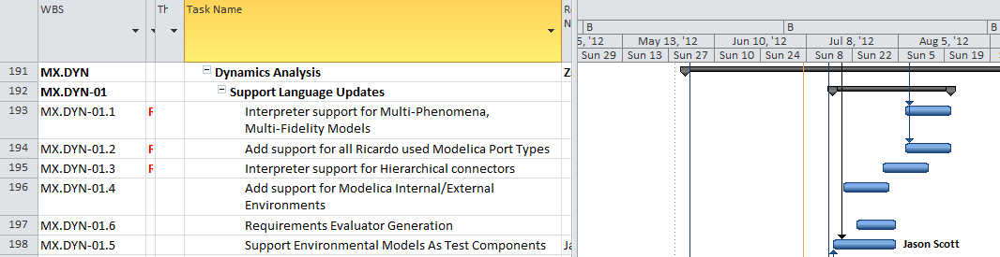 WBS Th Task Name R
N
B B B
5, '12 May 13, '12 Jun 10, '12 Jul 8, '12 Aug 5, '12
Sun 29 Sun 13 Sun 27 Sun 10 Sun 24 Sun 8 Sun 22 Sun 5 Sun 19
191 MX.DYN Dynamics Analysis Z
192 MX.DYN-01 Support Language Updates
193 MX.DYN-01.1 R Interpreter support for Multi-Phenomena,
Multi-Fidelity Models
194 MX.DYN-01.2 R Add support for all Ricardo used Modelica Port Types
195 MX.DYN-01.3 R Interpreter support for Hierarchical connectors
196 MX.DYN-01.4 Add support for Modelica Internal/External
Environments
197 MX.DYN-01.6 Requirements Evaluator Generation
198 MX.DYN-01.5 Support Environmental Models As Test Components Ja Jason Scott